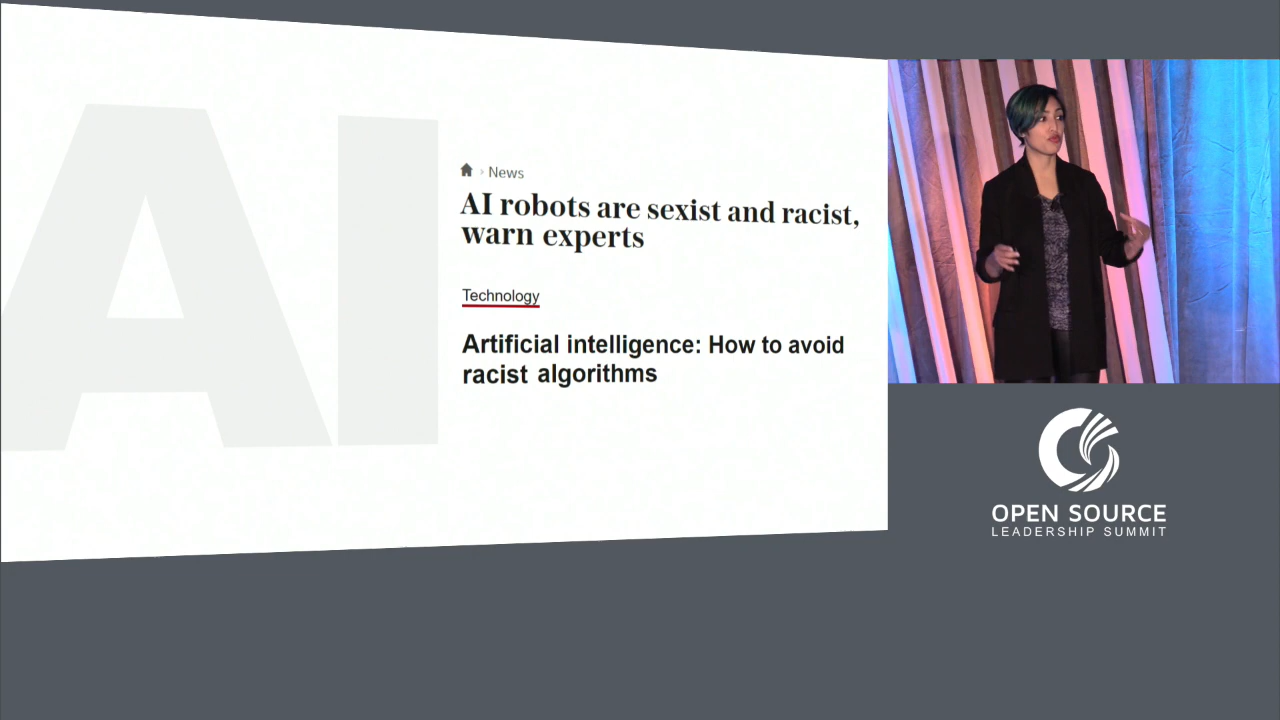 AI
News
AI robots are sexist and racist,
warn experts
Technology
Artificial intelligence: How to avoid
racist algorithms
OPEN SOURCE
LEADERSHIP SUMMIT